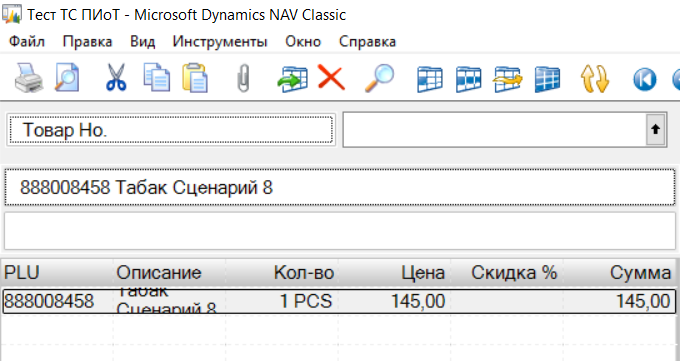 Тест ТС ПИоТ - Microsoft Dynamics NAV Classic
Файл Правка Вид Инструменты Окно Справка
Товар Но.
888008458 Табак Сценарий 8
PLU Описание Кол-во Цена Скидка % Сумма
888008458 Табак Сценарий 8 1 PCS 145,00 145,00